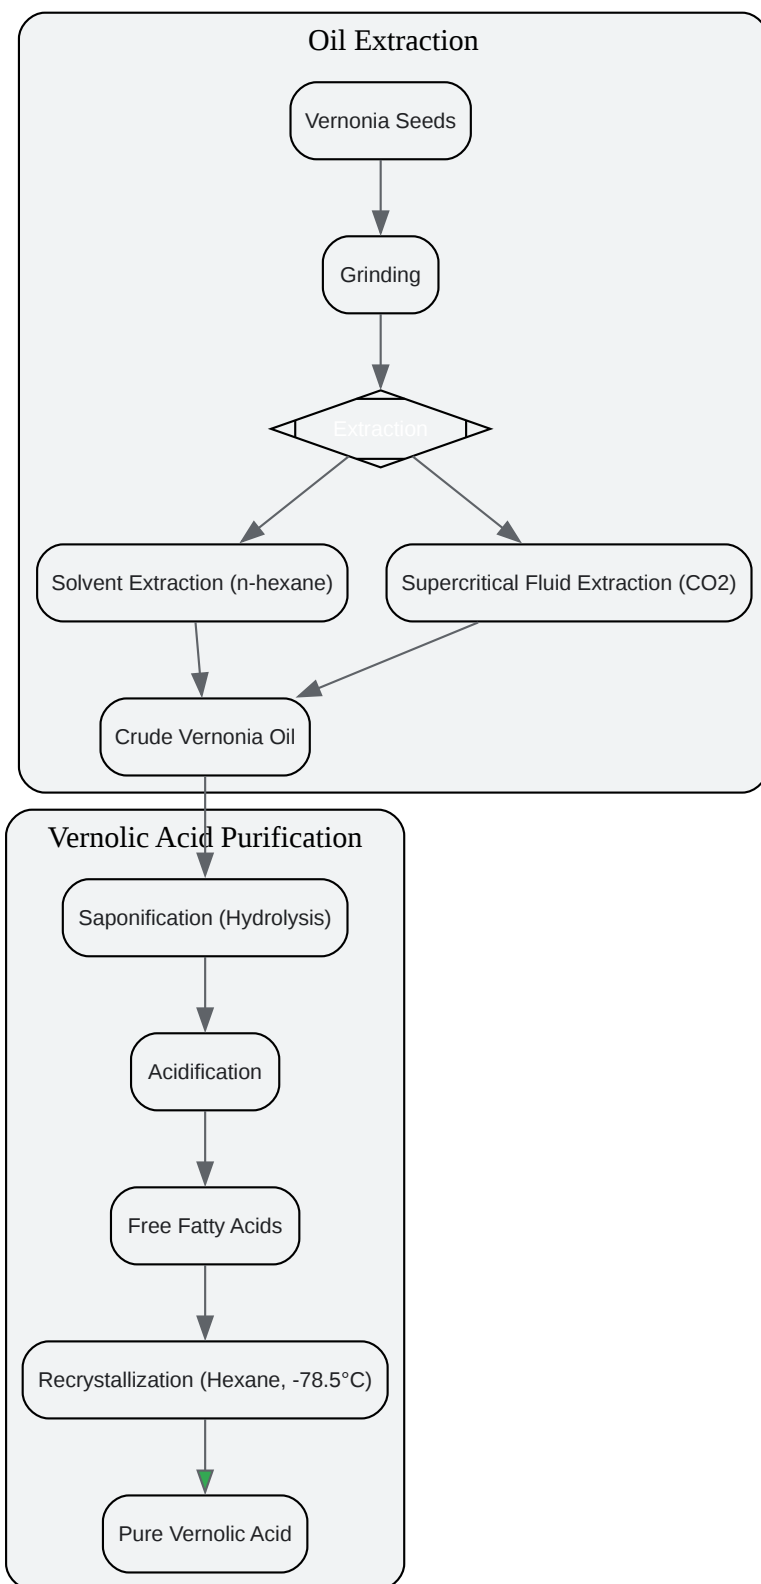 Oil Extraction
Vernonia Seeds
Grinding
Extraction
Solvent Extraction (n-hexane)
Supercritical Fluid Extraction (CO2)
Crude Vernonia Oil
Vernolic Acid Purification
Saponification (Hydrolysis)
Acidification
Free Fatty Acids
Recrystallization (Hexane, -78.5°C)
Pure Vernolic Acid